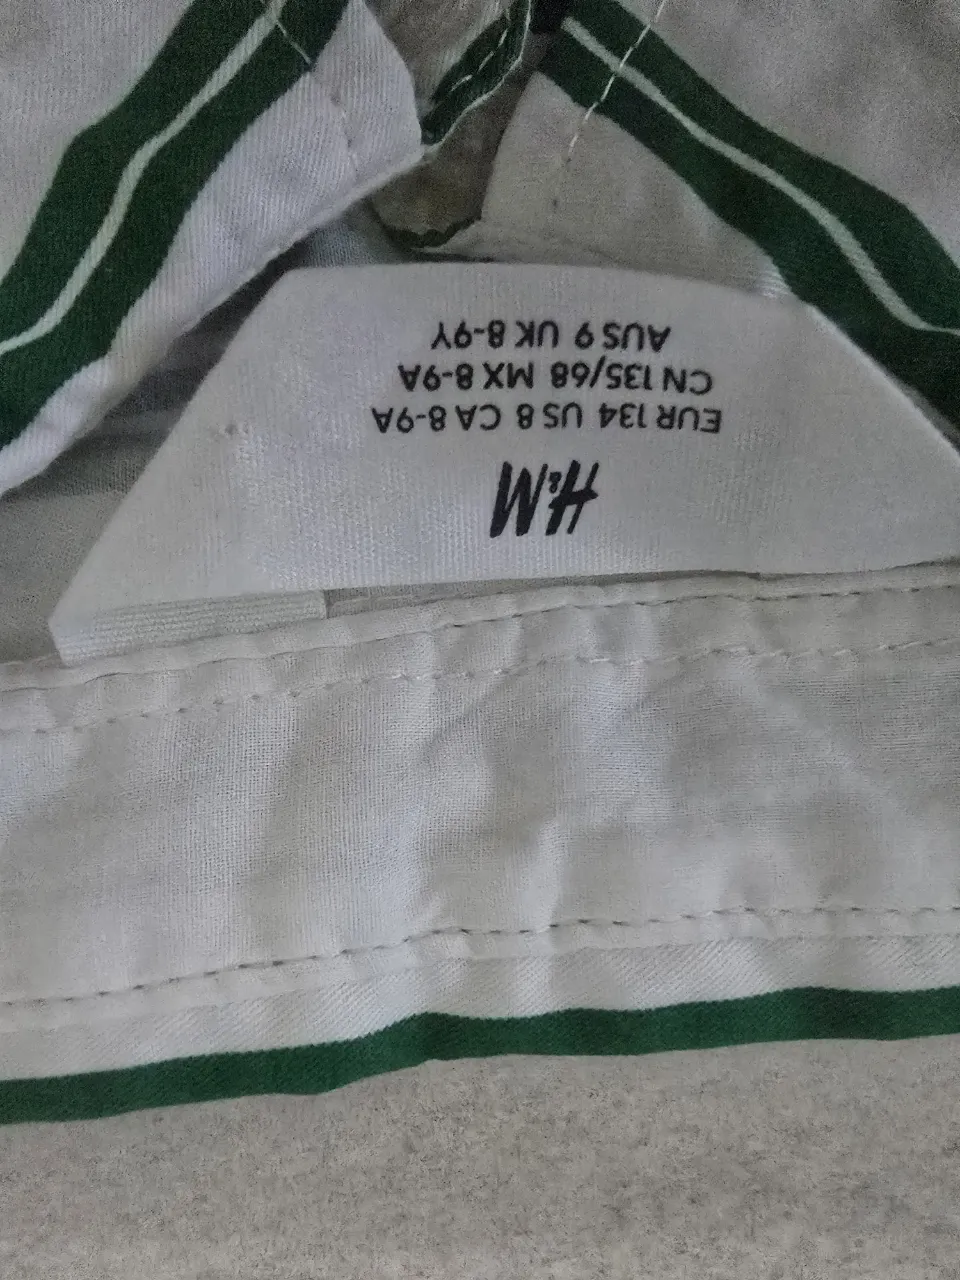 H&M
EUR 134 US 8 CA 8-9A
CN 135/68 MX 8-9A
AUS 9 UK 8-9Y